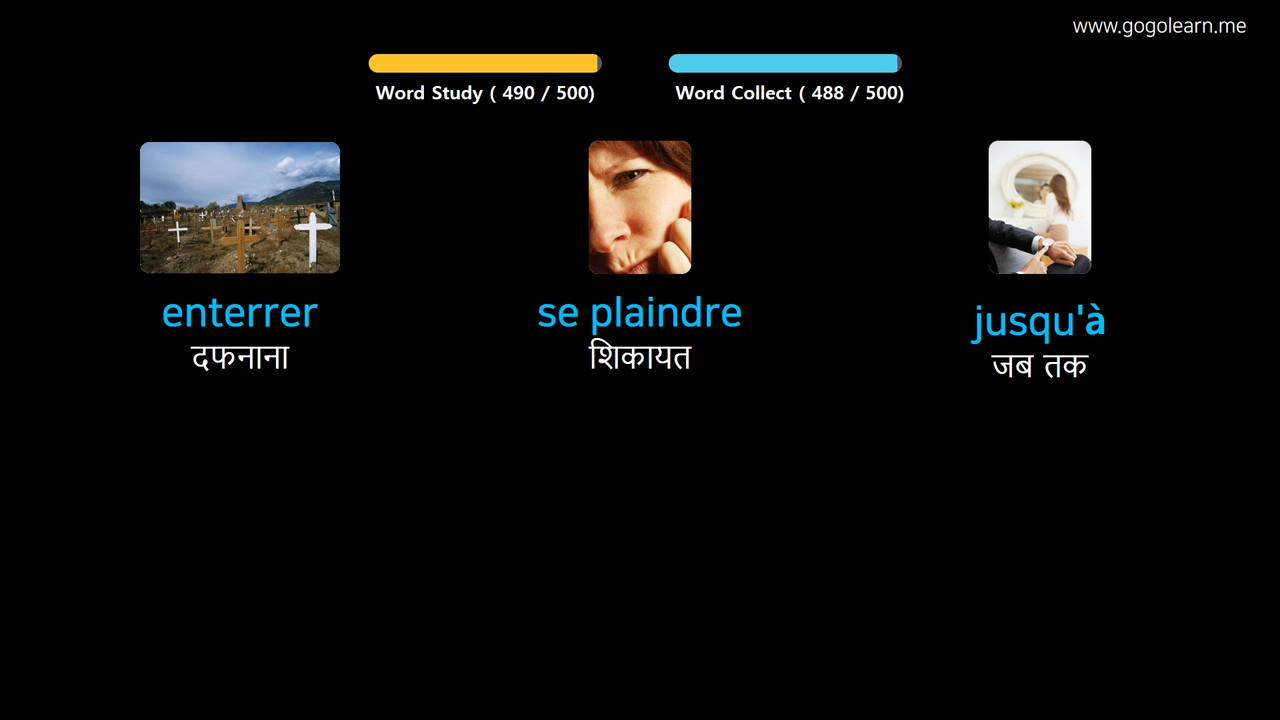 www.gogolearn.me
Word Study ( 490 / 500)
Word Collect ( 488 / 500)
enterrer
दफनाना
se plaindre
शिकायत
jusqu'à
जब तक